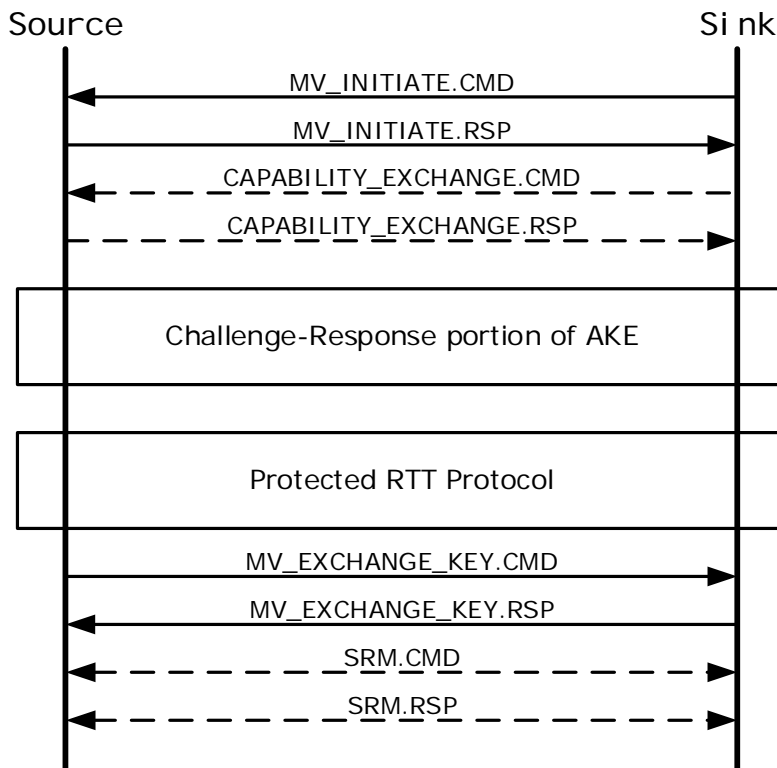 Source
Sink
MV_INITIATE.CMD
MV_INITIATE.RSP
CAPABILITY_EXCHANGE.CMD
CAPABILITY_EXCHANGE.RSP
Challenge-Response portion of AKE
Protected RTT Protocol
MV_EXCHANGE_KEY.CMD
MV_EXCHANGE_KEY.RSP
SRM.CMD
SRM.RSP